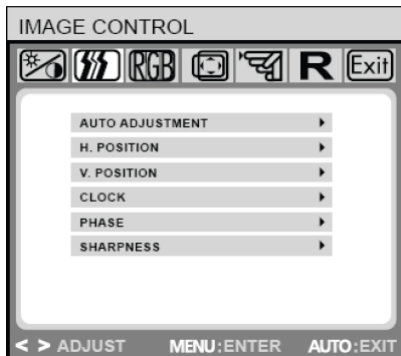 IMAGE CONTROL
RGB R Exit
AUTO ADJUSTMENT
H. POSITION
V. POSITION
CLOCK
PHASE
SHARPNESS
< > ADJUST MENU:ENTER AUTO:EXIT